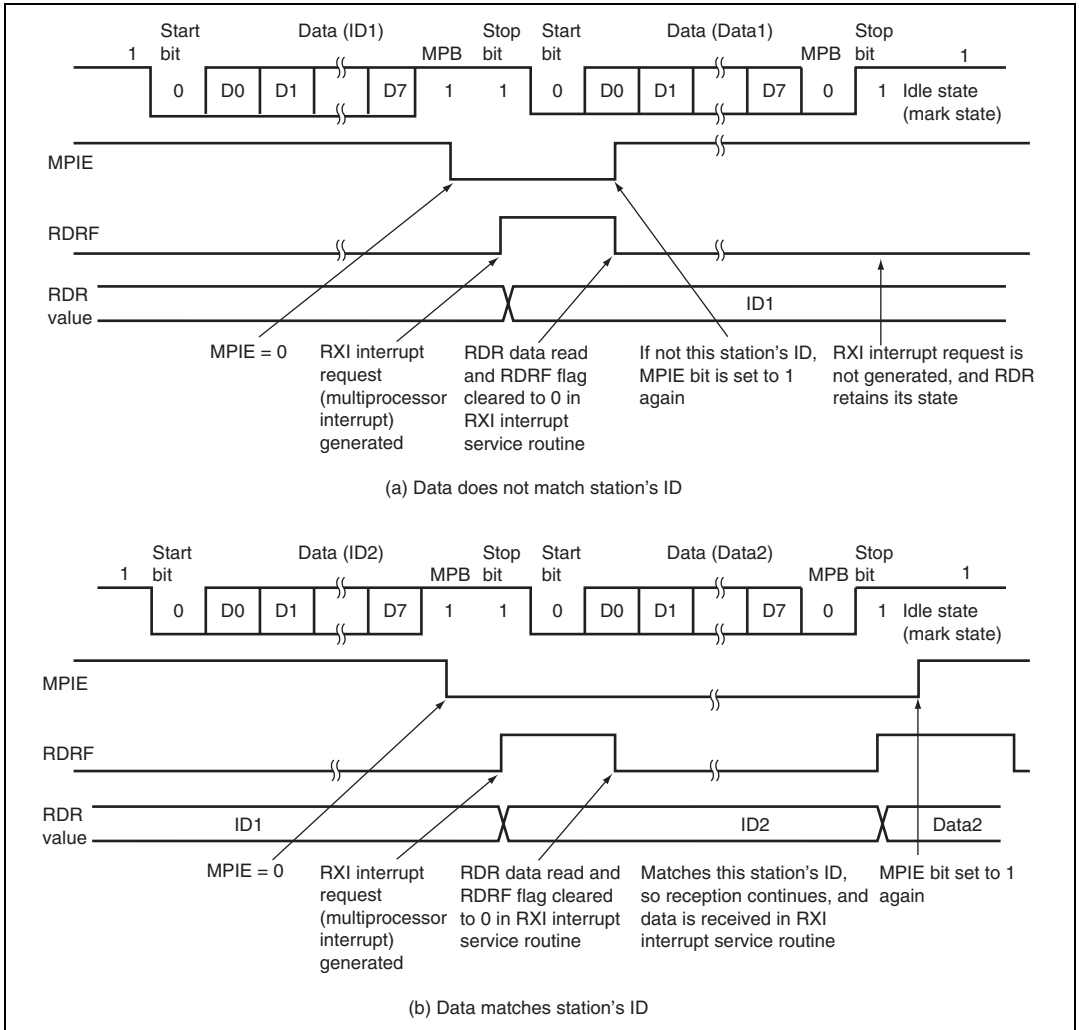 Start Data (ID1) Stop Start Data (Data1) Stop
1 bit MPB bit bit MPB bit 1
0 D0 D1 D7 1 1 0 D0 D1 D7 0 1 Idle state
(mark state)
MPIE
RDRF
RDR
value
ID1
MPIE = 0
RXI interrupt
request
(multiprocessor
interrupt)
generated
RDR data read
and RDRF flag
cleared to 0 in
RXI interrupt
service routine
If not this station's ID,
MPIE bit is set to 1
again
RXI interrupt request is
not generated, and RDR
retains its state
(a) Data does not match station's ID
Start Data (ID2) Stop Start Data (Data2) Stop
1 bit MPB bit bit MPB bit 1
0 D0 D1 D7 1 1 0 D0 D1 D7 0 1 Idle state
(mark state)
MPIE
RDRF
RDR
value
ID1 ID2 Data2
MPIE = 0
RXI interrupt
request
(multiprocessor
interrupt)
generated
RDR data read and
RDRF flag cleared
to 0 in RXI interrupt
service routine
Matches this station's ID,
so reception continues, and
data is received in RXI
interrupt service routine
MPIE bit set to 1
again
(b) Data matches station's ID